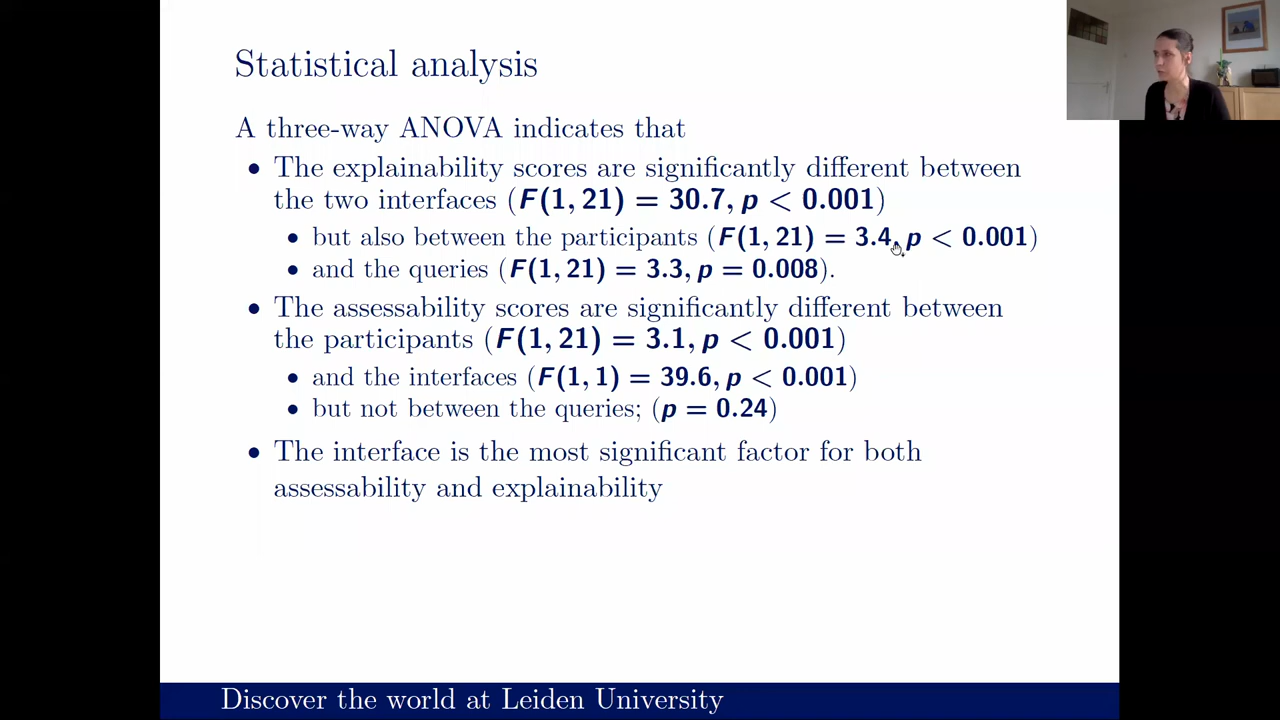 Statistical analysis
A three-way ANOVA indicates that
• The explainability scores are significantly different between
the two interfaces (F(1, 21) = 30.7, p < 0.001)
• but also between the participants (F(1, 21) = 3.4, p < 0.001)
• and the queries (F(1, 21) = 3.3, p = 0.008).
• The assessability scores are significantly different between
the participants (F(1, 21) = 3.1, p < 0.001)
• and the interfaces (F(1, 1) = 39.6, p < 0.001)
• but not between the queries; (p = 0.24)
• The interface is the most significant factor for both
assessability and explainability
Discover the world at Leiden University